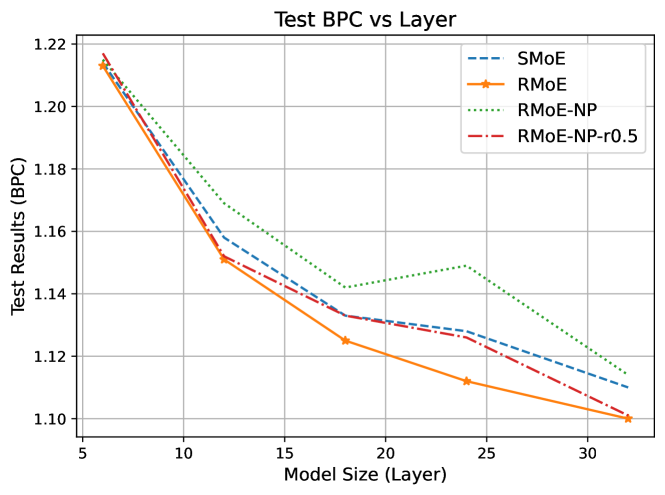 Test BPC vs Layer
Test Results (BPC)
1.22
1.20
1.18
1.16
1.14
1.12
1.10
SMoE
RMoE
RMoE-NP
RMoE-NP-r0.5
5
10
15
20
25
30
Model Size (Layer)